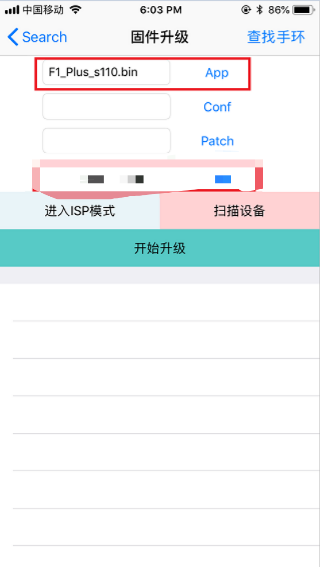 中国移动 6:03 PM 86%
Search 固件升级 查找手环
F1_Plus_s110.bin App
Conf
Patch
进入ISP模式 扫描设备
开始升级